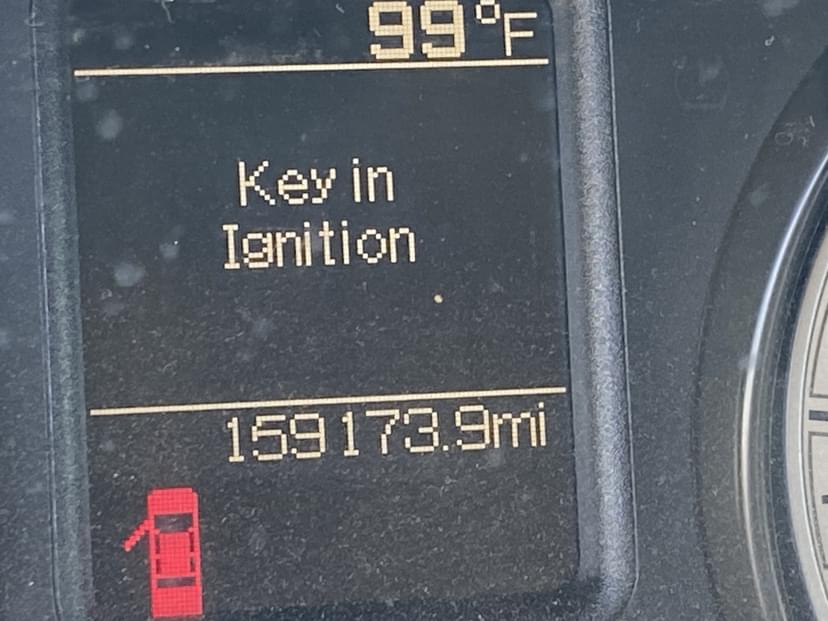 99°F
Key in
Ignition
159173.9mi